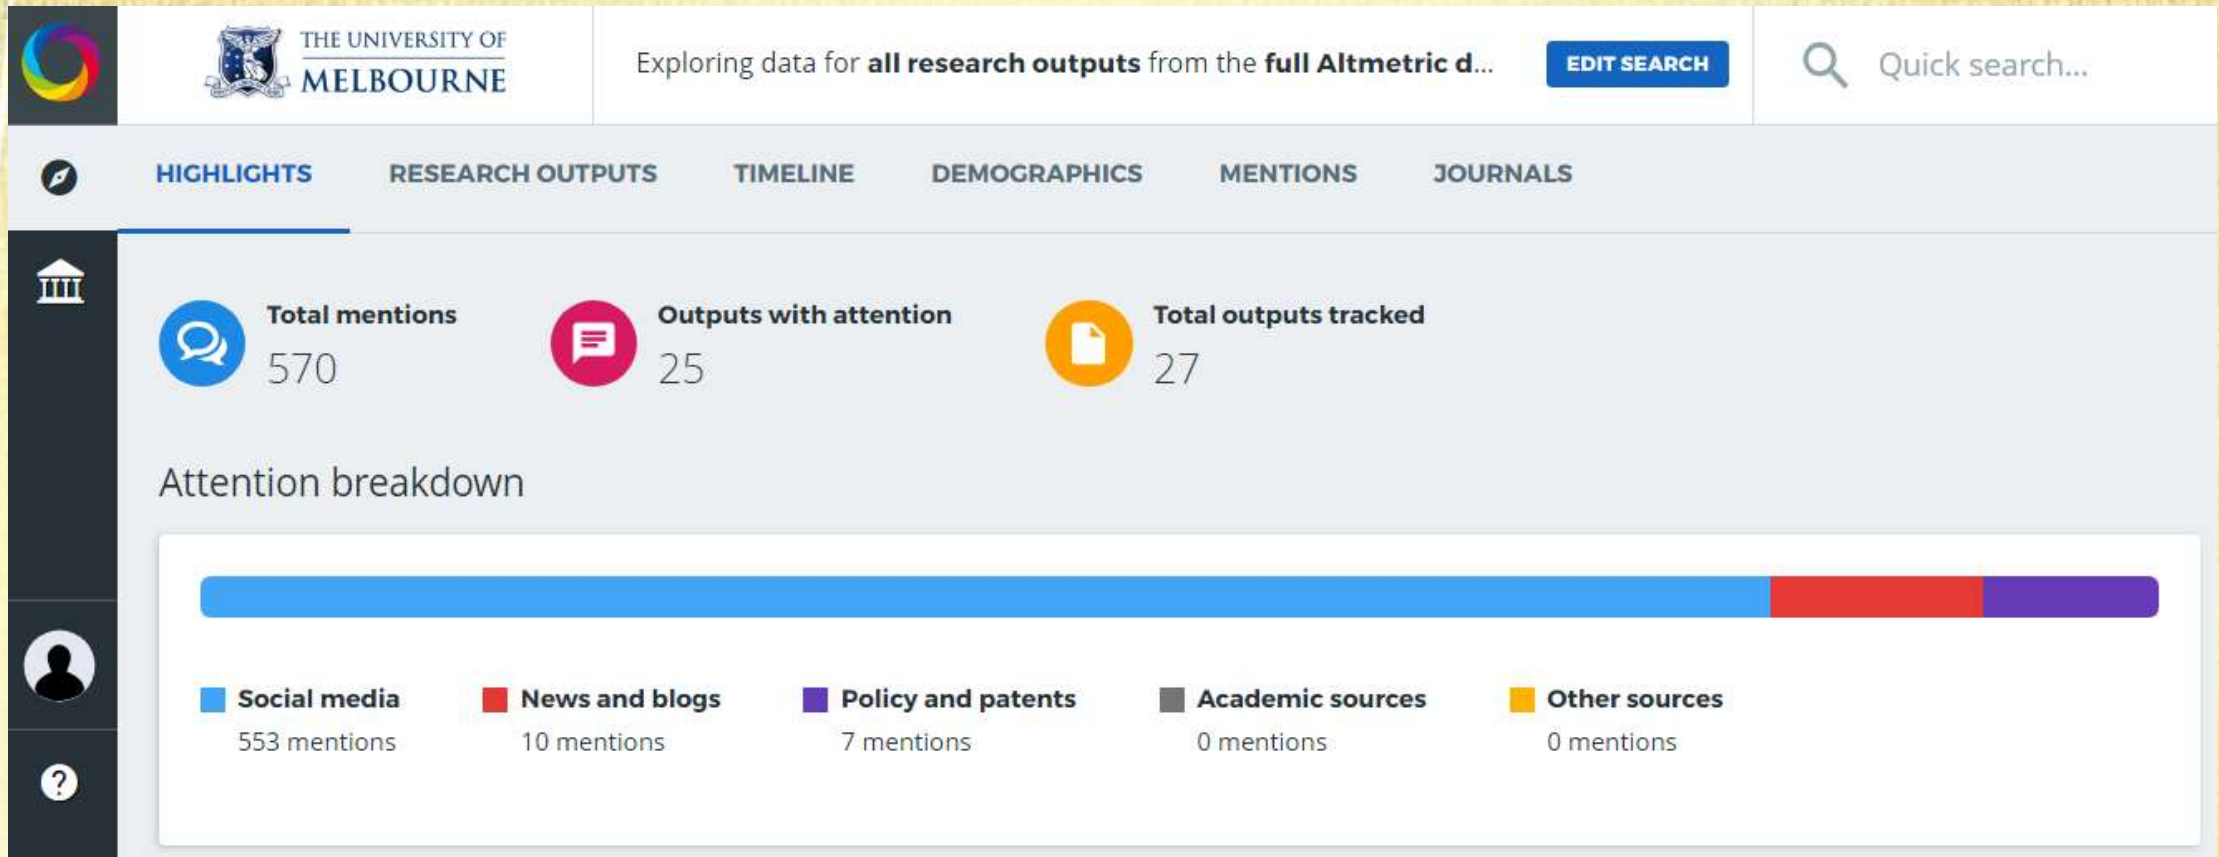 THE UNIVERSITY OF
MELBOURNE
Exploring data for all research outputs from the full Altmetric d...
EDIT SEARCH
Quick search...
HIGHLIGHTS
RESEARCH OUTPUTS
TIMELINE
DEMOGRAPHICS
MENTIONS
JOURNALS
Total mentions
570
Outputs with attention
25
Total outputs tracked
27
Attention breakdown
Social media
553 mentions
News and blogs
10 mentions
Policy and patents
7 mentions
Academic sources
0 mentions
Other sources
0 mentions
?